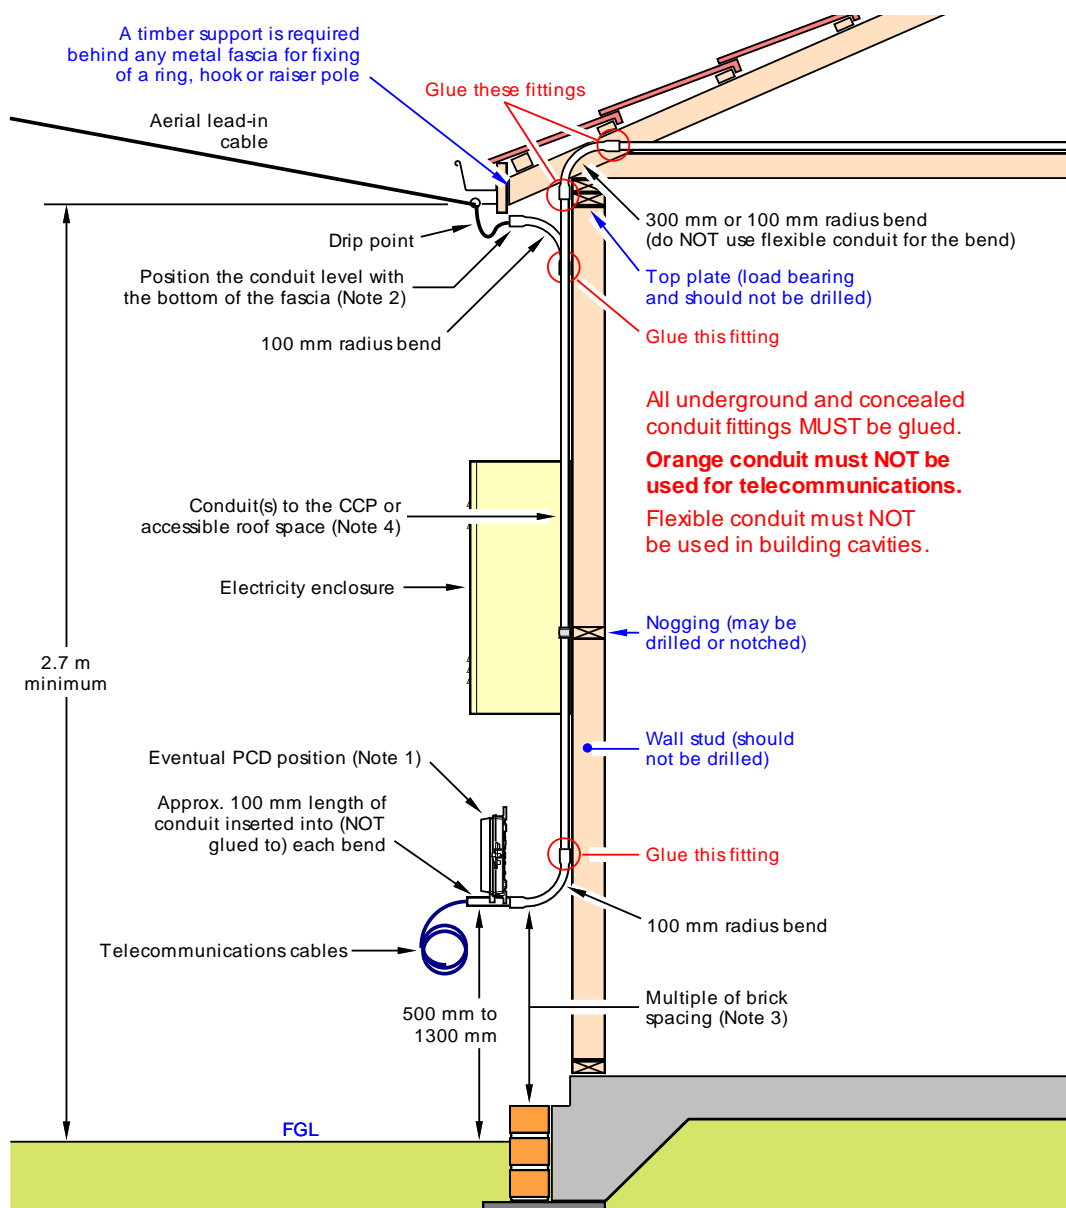 A timber support is required
behind any metal fascia for fixing
of a ring, hook or raiser pole
Glue these fittings
Aerial lead-in
cable
300 mm or 100 mm radius bend
(do NOT use flexible conduit for the bend)
Drip point
Position the conduit level with
the bottom of the fascia (Note 2)
Top plate (load bearing
and should not be drilled)
100 mm radius bend
Glue this fitting
All underground and concealed
conduit fittings MUST be glued.
Orange conduit must NOT be
used for telecommunications.
Flexible conduit must NOT
be used in building cavities.
Conduit(s) to the CCP or
accessible roof space (Note 4)
Electricity enclosure
Nogging (may be
drilled or notched)
2.7 m
minimum
Wall stud (should
not be drilled)
Eventual PCD position (Note 1)
Approx. 100 mm length of
conduit inserted into (NOT
glued to) each bend
Glue this fitting
100 mm radius bend
Telecommunications cables
500 mm to
1300 mm
Multiple of brick
spacing (Note 3)
FGL